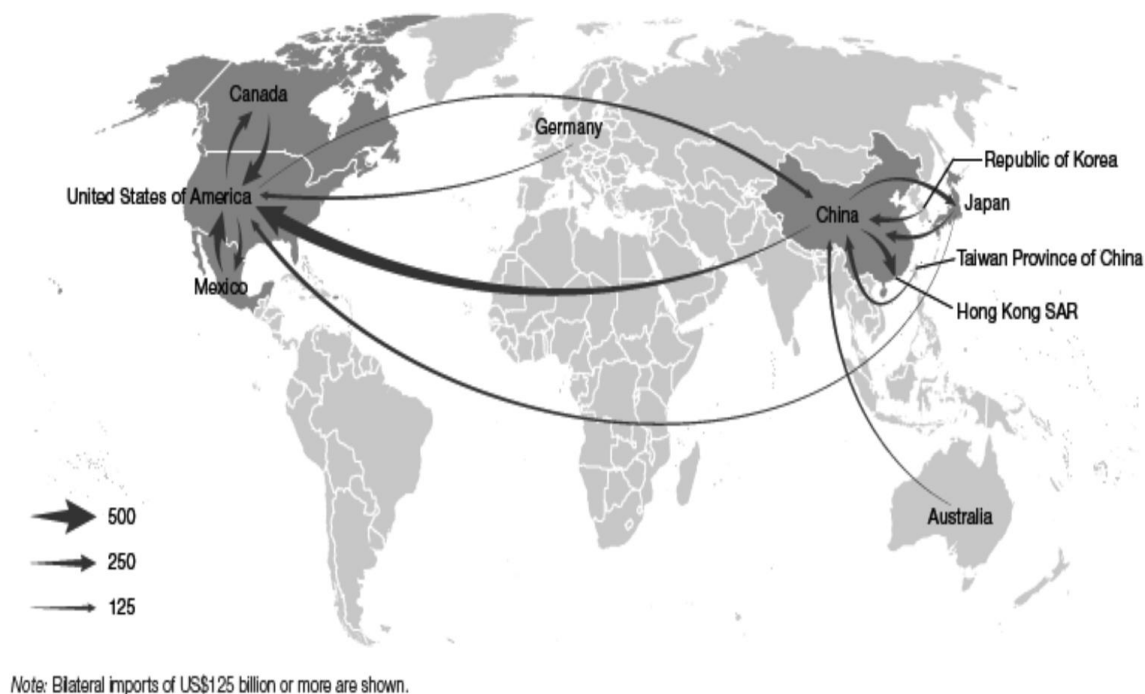 Canada
Germany
Republic of Korea
United States of America
China
Japan
Mexico
Taiwan Province of China
Hong Kong SAR
Australia
500
250
125
Note: Bilateral imports of US$125 billion or more are shown.